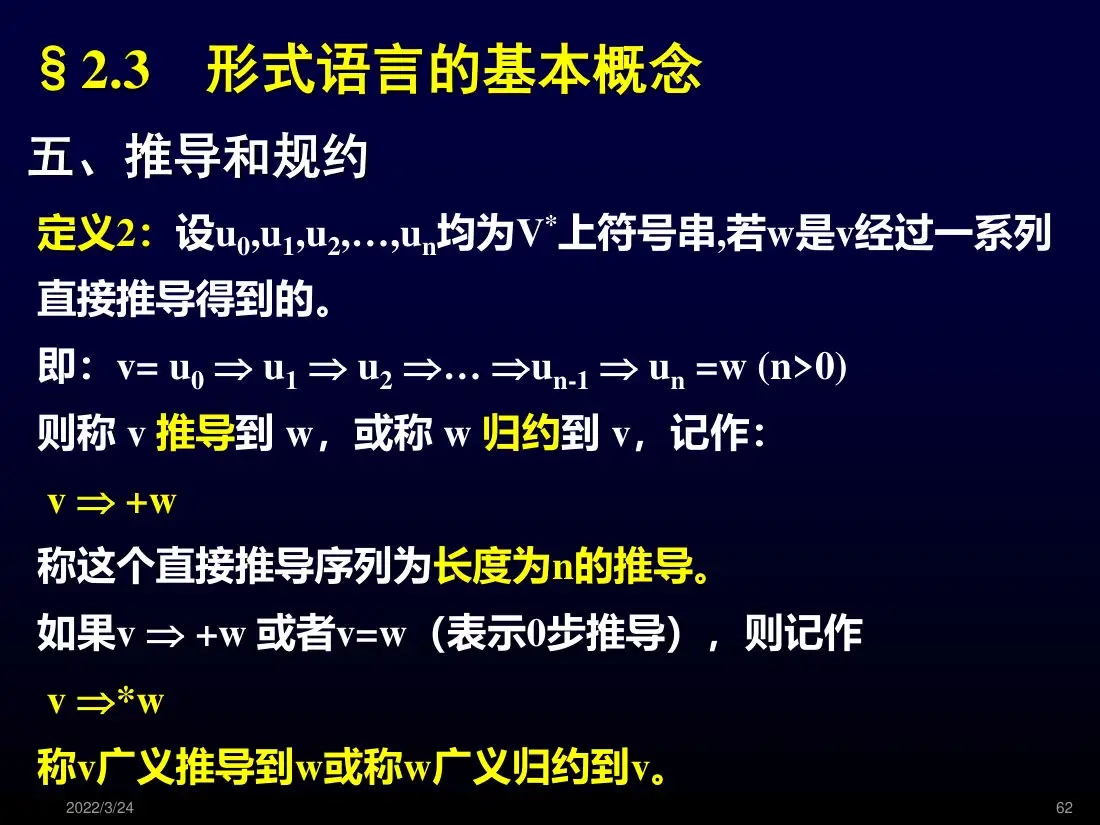 §2.3 形式语言的基本概念
五、推导和规约
定义2：设u0,u1,u2,…,un均为V*上符号串,若w是v经过一系列
直接推导得到的。
即：v= u0 ⇒ u1 ⇒ u2 ⇒… ⇒un-1 ⇒ un =w (n>0)
则称 v 推导到 w，或称 w 归约到 v，记作：
v ⇒ +w
称这个直接推导序列为长度为n的推导。
如果v ⇒ +w 或者v=w（表示0步推导），则记作
v ⇒*w
称v广义推导到w或称w广义归约到v。
2022/3/24 62